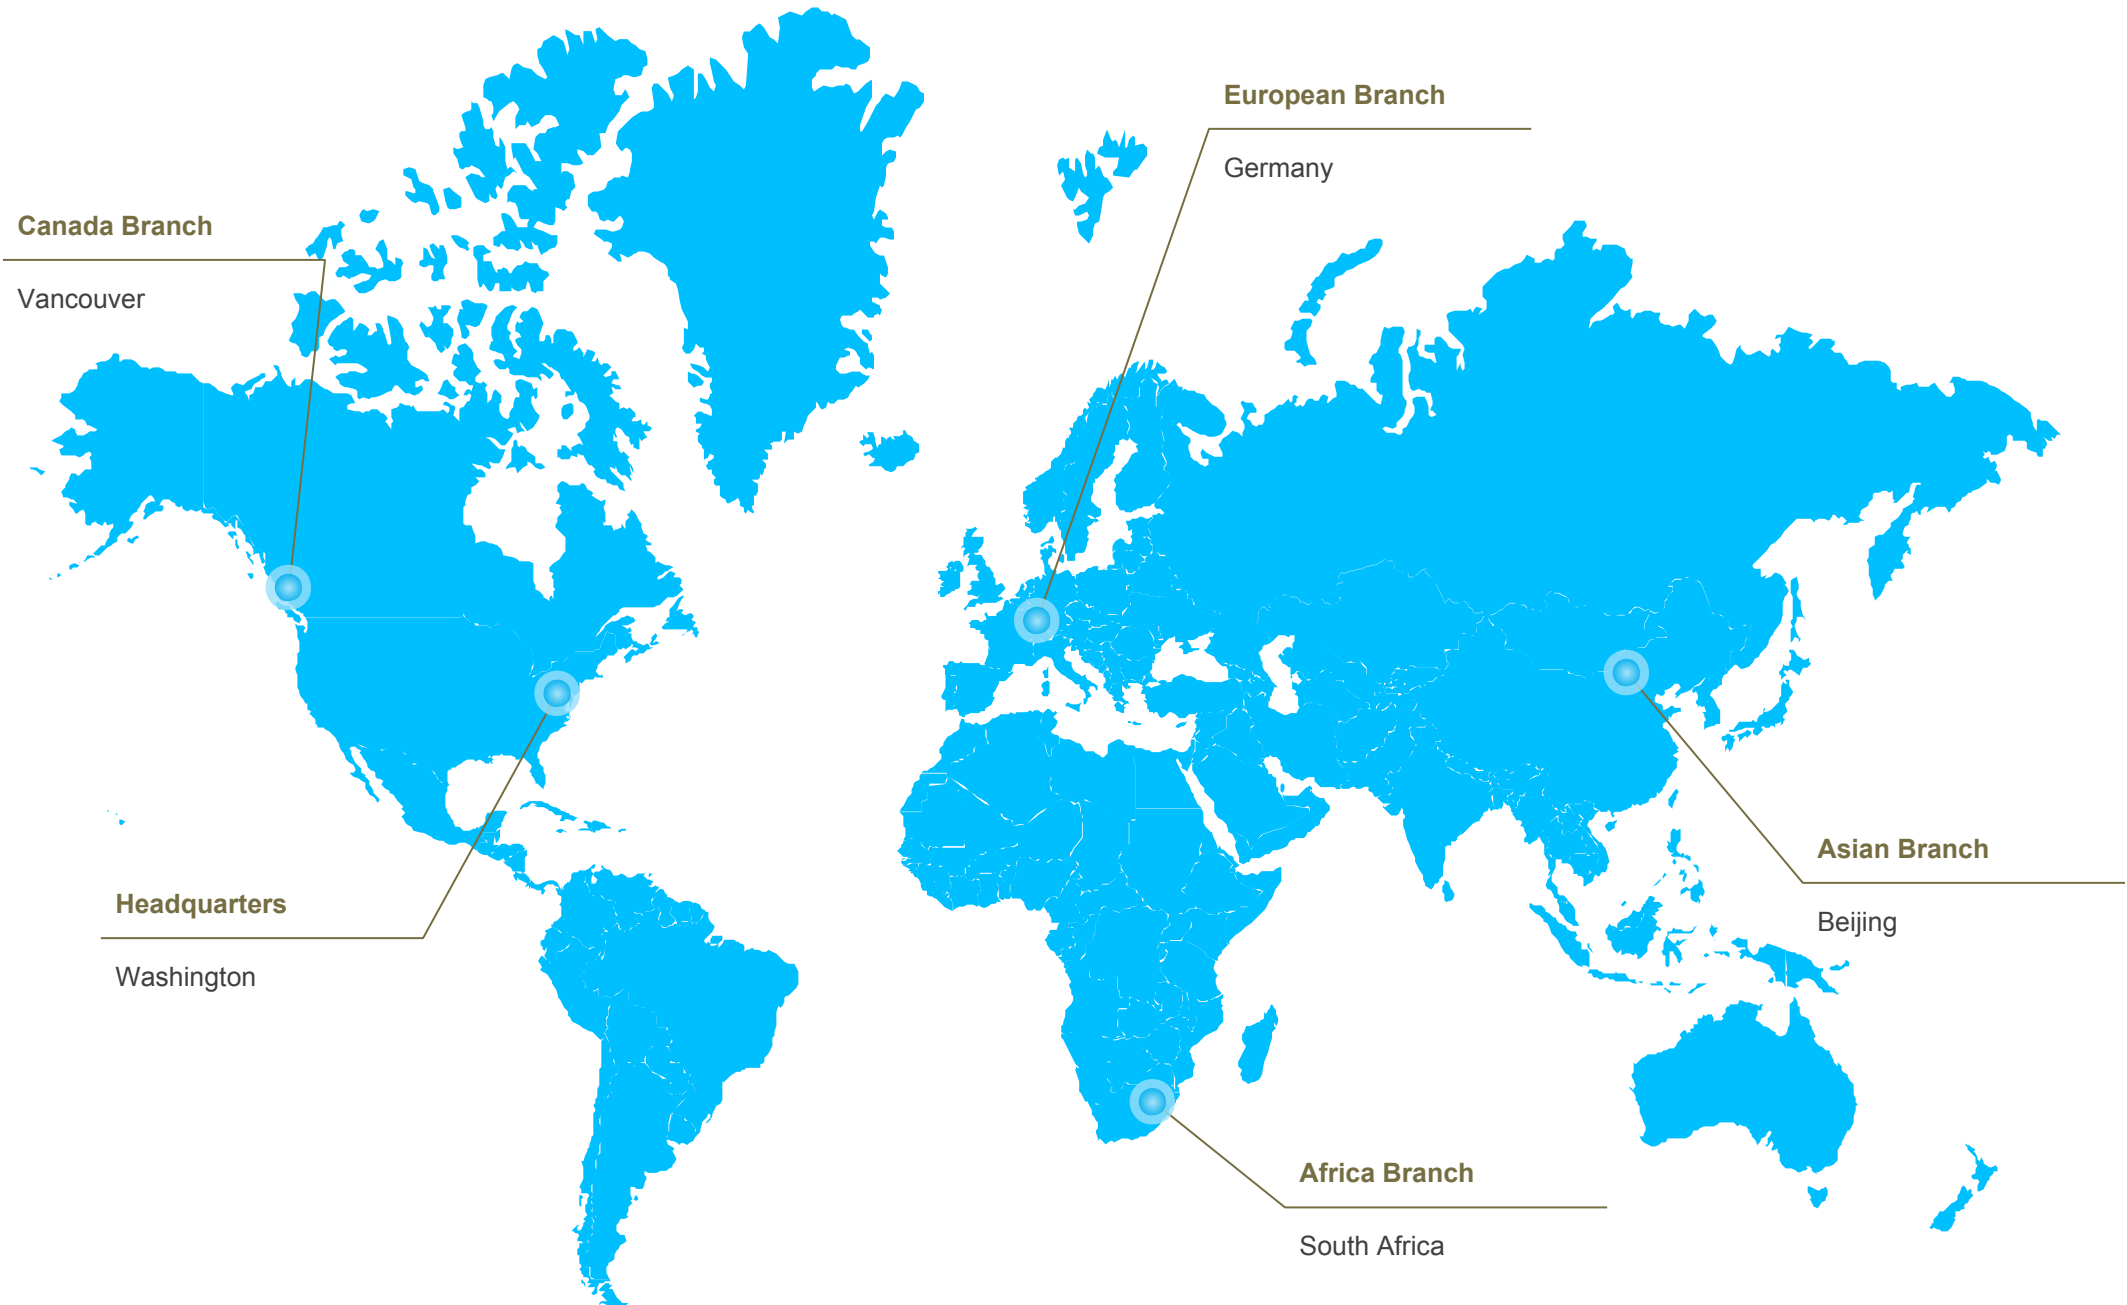 European Branch
Germany
Canada Branch
Vancouver
Asian Branch
Beijing
Headquarters
Washington
Africa Branch
South Africa